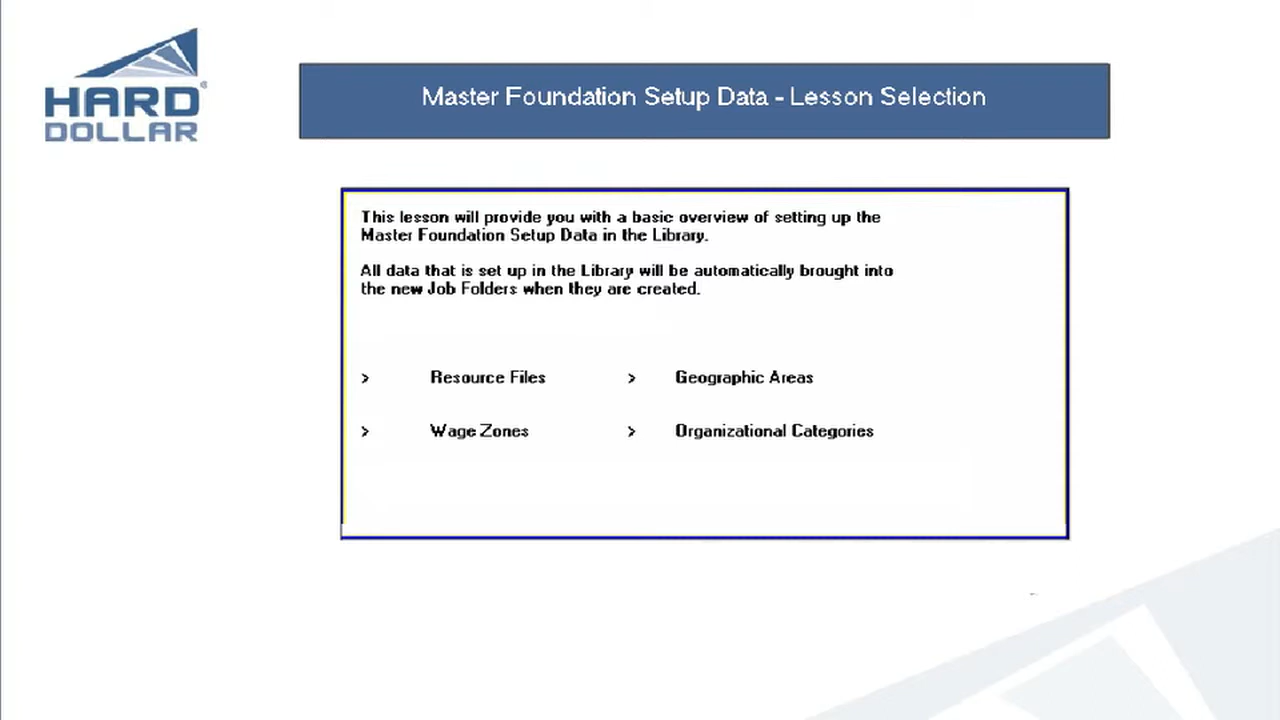 HARD
DOLLAR
®
Master Foundation Setup Data - Lesson Selection
This lesson will provide you with a basic overview of setting up the
Master Foundation Setup Data in the Library.
All data that is set up in the Library will be automatically brought into
the new Job Folders when they are created.
> Resource Files > Geographic Areas
> Wage Zones > Organizational Categories